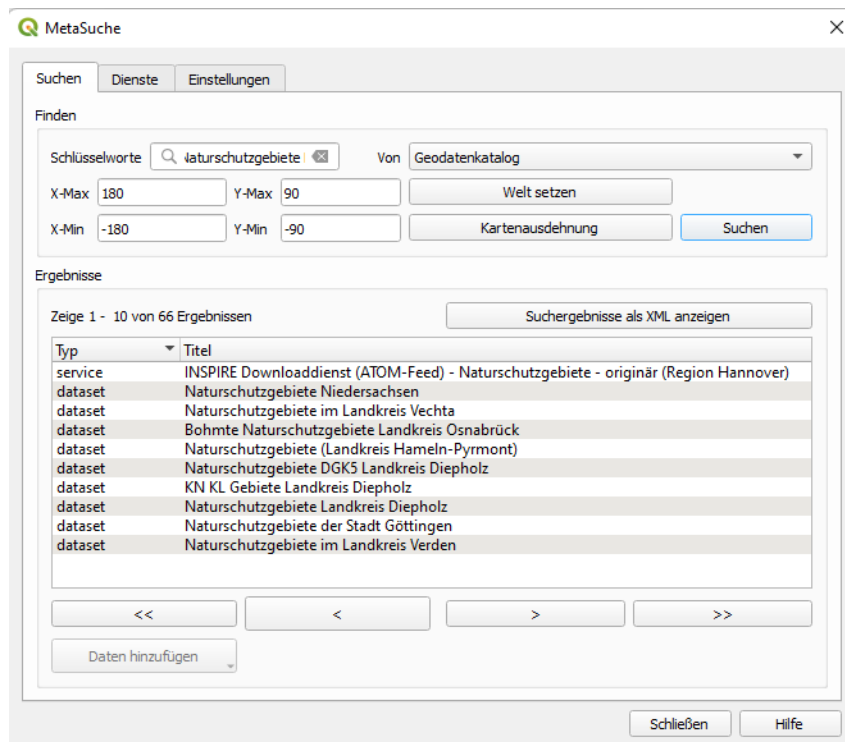 MetaSuche
Suchen Dienste Einstellungen
Finden
Schlüsselworte Naturschutzgebiete Von Geodatenkatalog
X-Max 180 Y-Max 90 Welt setzen
X-Min -180 Y-Min -90 Kartenausdehnung Suchen
Ergebnisse
Zeige 1 - 10 von 66 Ergebnissen Suchergebnisse als XML anzeigen
Typ Titel
service INSPIRE Downloaddienst (ATOM-Feed) - Naturschutzgebiete - originär (Region Hannover)
dataset Naturschutzgebiete Niedersachsen
dataset Naturschutzgebiete im Landkreis Vechta
dataset Bohmte Naturschutzgebiete Landkreis Osnabrück
dataset Naturschutzgebiete (Landkreis Hameln-Pyrmont)
dataset Naturschutzgebiete DGK5 Landkreis Diepholz
dataset KN KL Gebiete Landkreis Diepholz
dataset Naturschutzgebiete Landkreis Diepholz
dataset Naturschutzgebiete der Stadt Göttingen
dataset Naturschutzgebiete im Landkreis Verden
<< < > >>
Daten hinzufügen
Schließen Hilfe